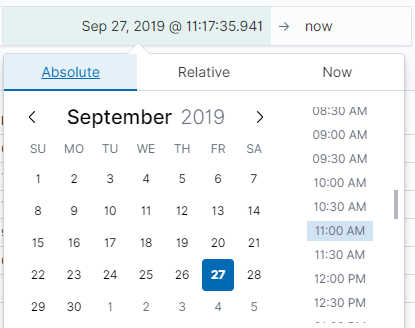 Sep 27, 2019 @ 11:17:35.941 → now
Absolute Relative Now
September 2019
SU MO TU WE TH FR SA
1 2 3 4 5 6 7
8 9 10 11 12 13 14
15 16 17 18 19 20 21
22 23 24 25 26 27 28
29 30 1 2 3 4 5
08:30 AM
09:00 AM
09:30 AM
10:00 AM
10:30 AM
11:00 AM
11:30 AM
12:00 PM
12:30 PM